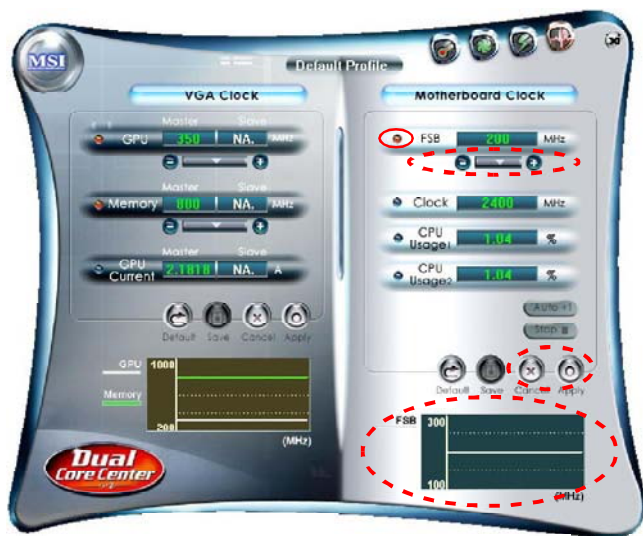 MSI
Default Profile
VGA Clock
Master Slave
GPU 350 NA. MHz
Master Slave
Memory 800 NA. MHz
Master Slave
GPU Current 2.1818 NA. A
Default Save Cancel Apply
GPU 1000
Memory
200
(MHz)
Dual
Core Center
Motherboard Clock
FSB 200 MHz
Clock 2400 MHz
CPU Usage1 1.04 %
CPU Usage2 1.04 %
Auto +1
Stop
Default Save Cancel Apply
FSB 300
100
(MHz)